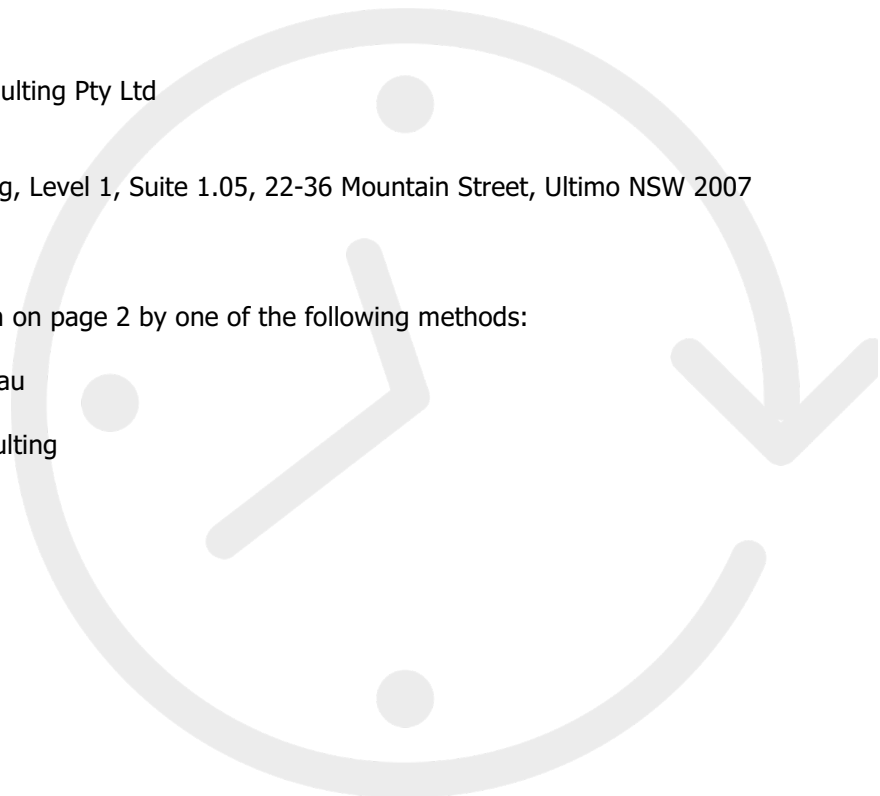 ulting Pty Ltd
g, Level 1, Suite 1.05, 22-36 Mountain Street, Ultimo NSW 2007
on page 2 by one of the following methods:
au
ulting